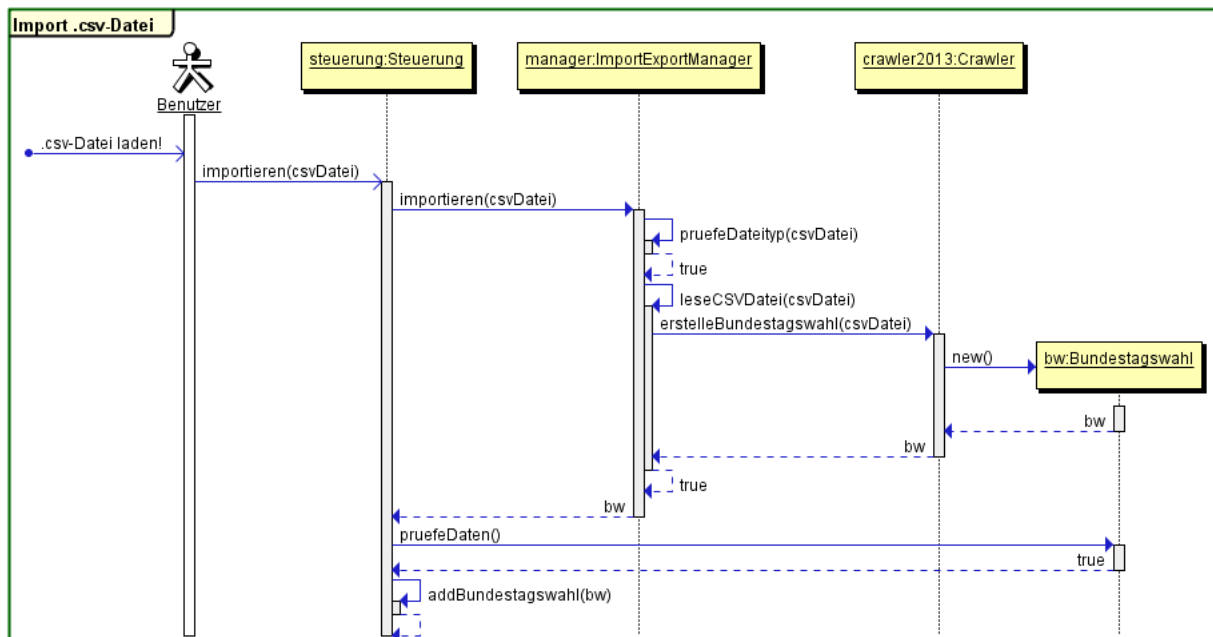 Import .csv-Datei
steuerung:Steuerung
manager:ImportExportManager
crawler2013:Crawler
Benutzer
.csv-Datei laden!
importieren(csvDatei)
importieren(csvDatei)
pruefeDateityp(csvDatei)
true
leseCSVDatei(csvDatei)
erstelleBundestagswahl(csvDatei)
new()
bw:Bundestagswahl
bw
bw
true
bw
pruefeDaten()
true
addBundestagswahl(bw)